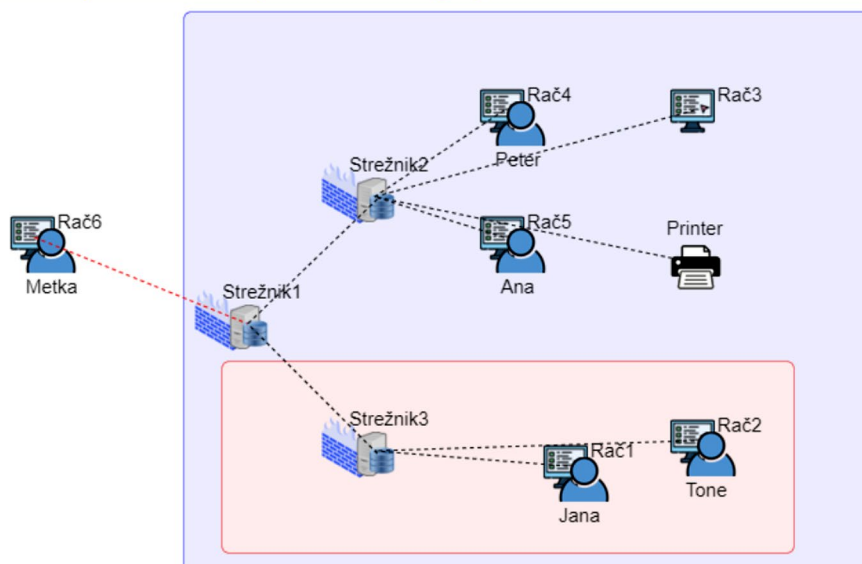 Rač4
Rač3
Peter
Strežnik2
Rač6
Rač5
Printer
Metka
Ana
Strežnik1
Strežnik3
Rač1
Rač2
Jana
Tone